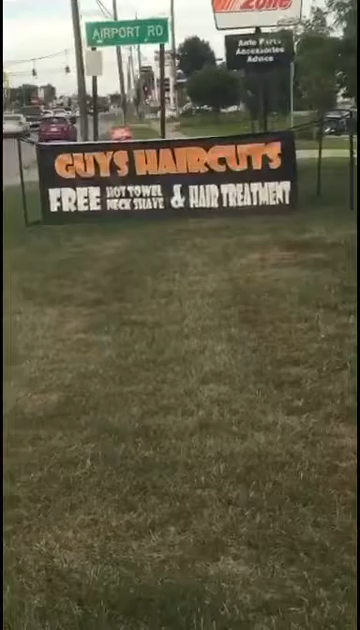 Zone
AIRPORT RD
Auto Parts
Accessories
Advice
GUYS HAIRCUTS
FREE HOT TOWEL NECK SHAVE & HAIR TREATMENT